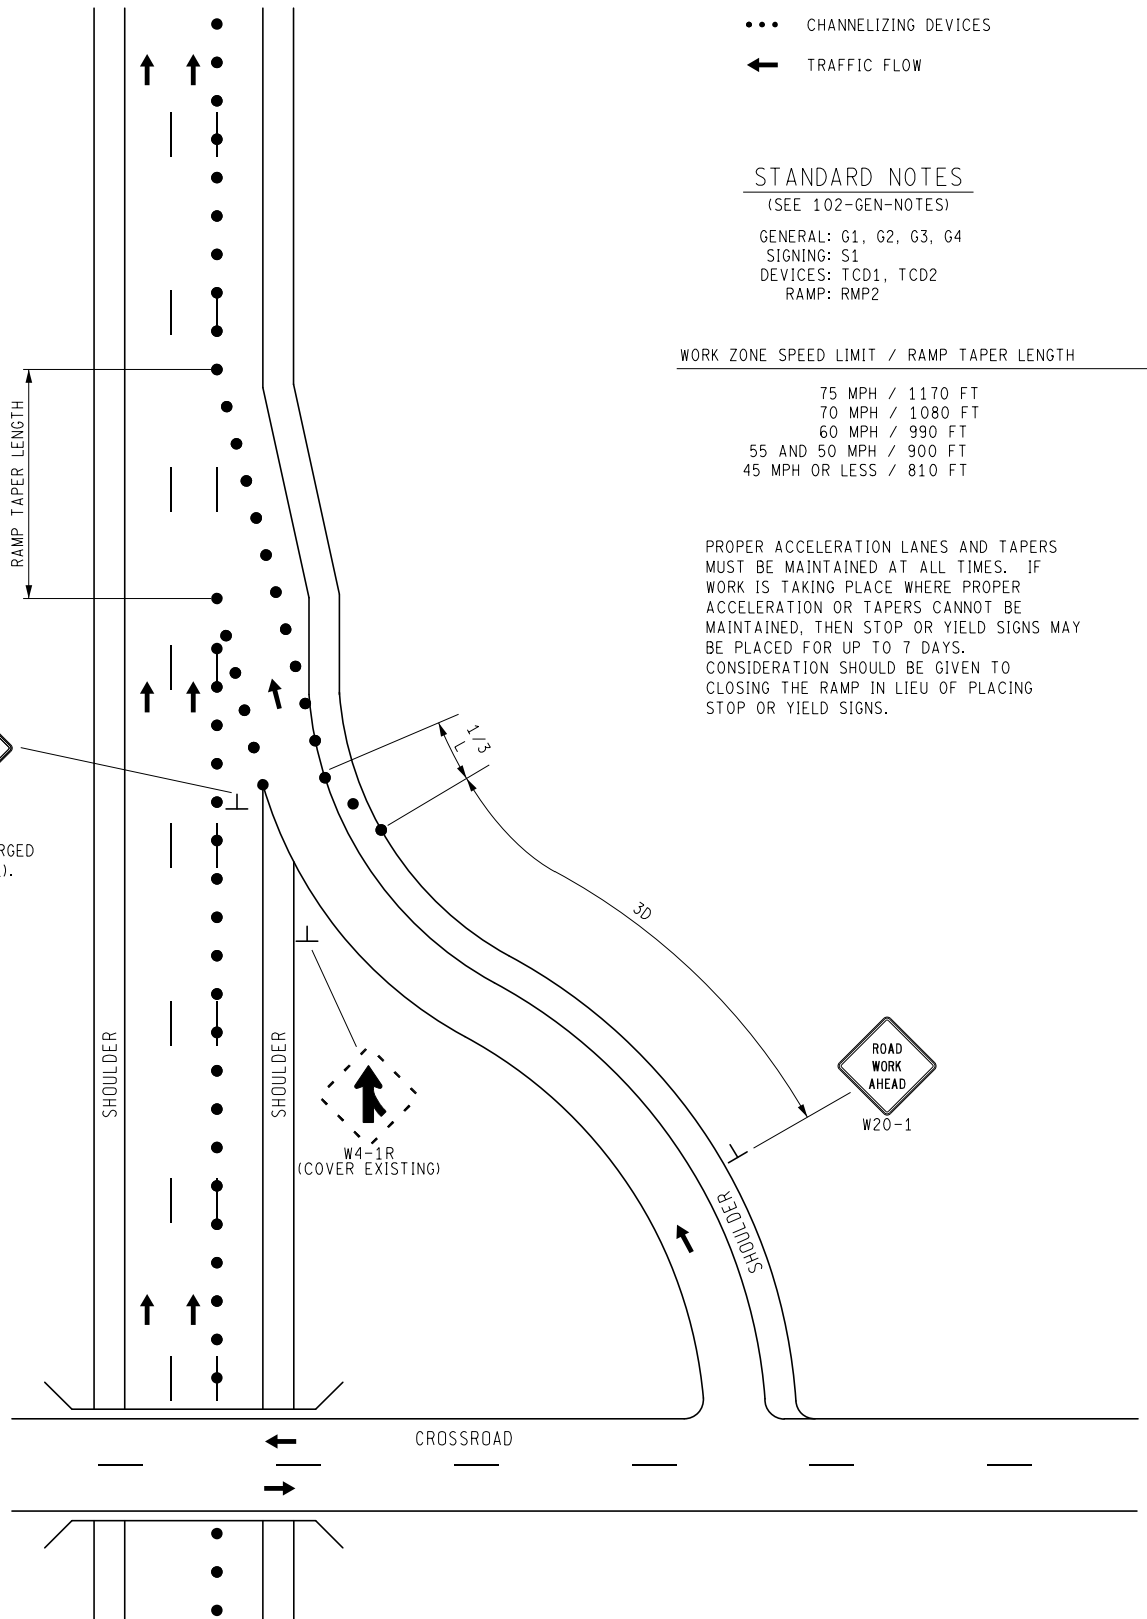 CHANNELIZING DEVICES
TRAFFIC FLOW
STANDARD NOTES
(SEE 102-GEN-NOTES)
GENERAL: G1, G2, G3, G4
SIGNING: S1
DEVICES: TCD1, TCD2
RAMP: RMP2
WORK ZONE SPEED LIMIT / RAMP TAPER LENGTH
75 MPH / 1170 FT
70 MPH / 1080 FT
60 MPH / 990 FT
55 AND 50 MPH / 900 FT
45 MPH OR LESS / 810 FT
PROPER ACCELERATION LANES AND TAPERS
MUST BE MAINTAINED AT ALL TIMES. IF
WORK IS TAKING PLACE WHERE PROPER
ACCELERATION OR TAPERS CANNOT BE
MAINTAINED, THEN STOP OR YIELD SIGNS MAY
BE PLACED FOR UP TO 7 DAYS.
CONSIDERATION SHOULD BE GIVEN TO
CLOSING THE RAMP IN LIEU OF PLACING
STOP OR YIELD SIGNS.
RAMP TAPER LENGTH
1/3
L
3D
RGED
).
SHOULDER
SHOULDER
W4-1R
(COVER EXISTING)
ROAD
WORK
AHEAD
W20-1
SHOULDER
CROSSROAD